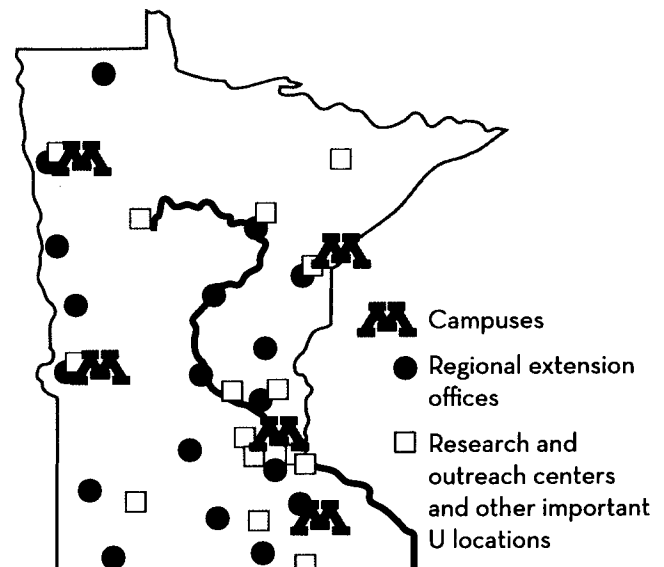 Campuses
Regional extension
offices
Research and
outreach centers
and other important
U locations